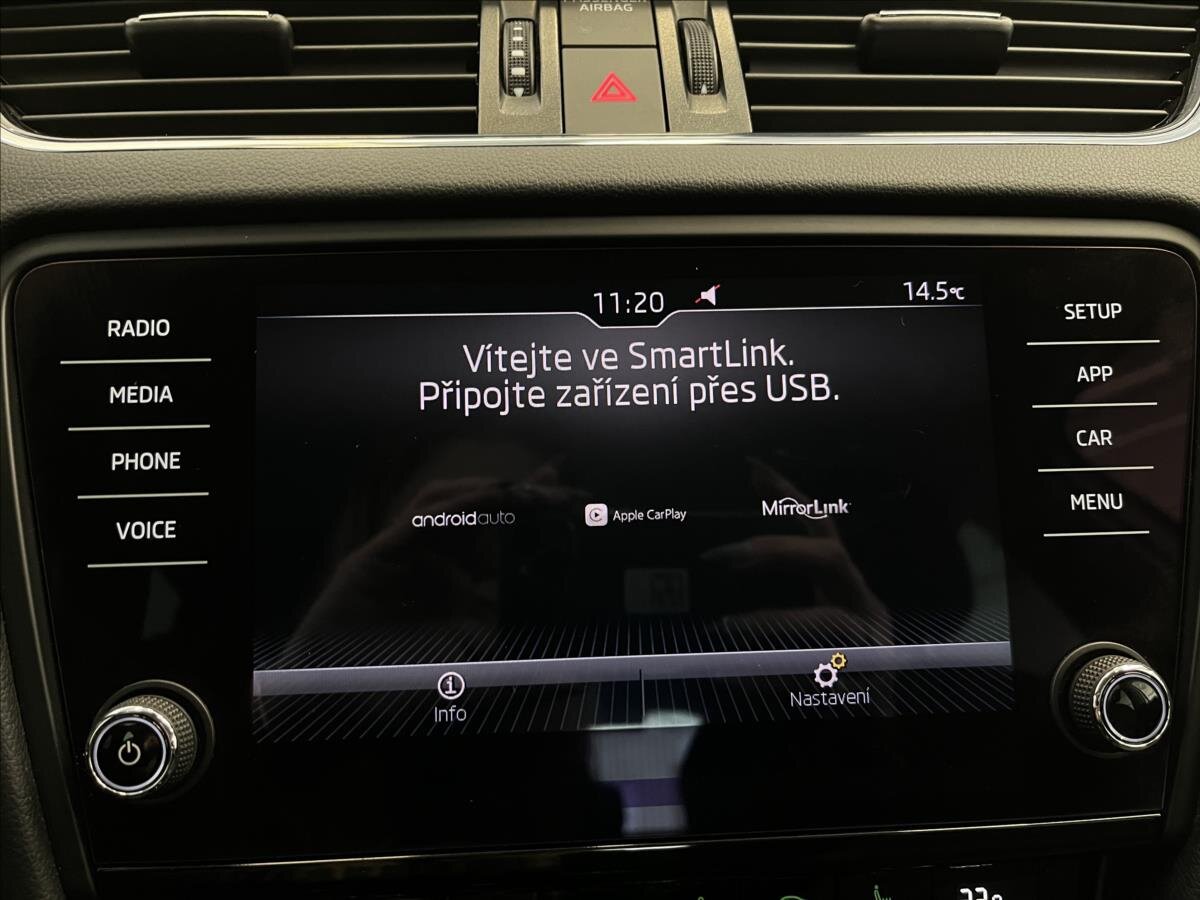 PASSENGER
AIRBAG
11:20
14.5°C
Vítejte ve SmartLink.
Připojte zařízení přes USB.
RADIO
MEDIA
PHONE
VOICE
SETUP
APP
CAR
MENU
androidauto
Apple CarPlay
MirrorLink
Info
Nastavení